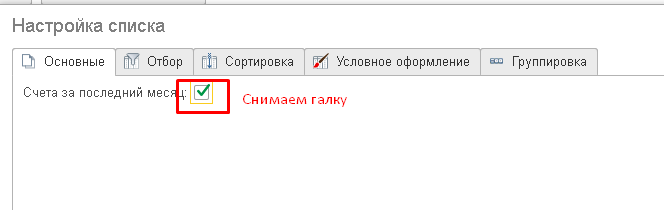 Настройка списка
Основные Отбор Сортировка Условное оформление Группировка
Счета за последний месяц: Снимаем галку